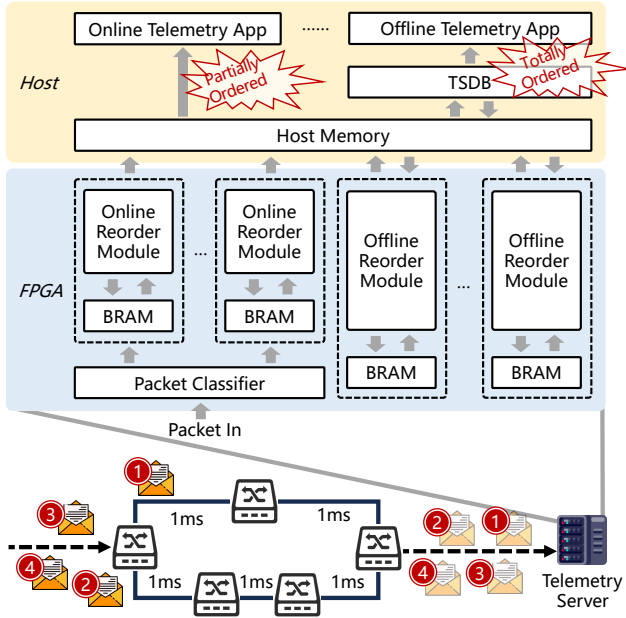 Online Telemetry App
......
Offline Telemetry App
Host
Partially
Ordered
TSDB
Totally
Ordered
Host Memory
FPGA
Online
Reorder
Module
BRAM
...
Online
Reorder
Module
BRAM
Offline
Reorder
Module
BRAM
...
Offline
Reorder
Module
BRAM
Packet Classifier
Packet In
1
3
1ms
1ms
2
1
4
2
1ms
1ms
1ms
4
3
Telemetry
Server